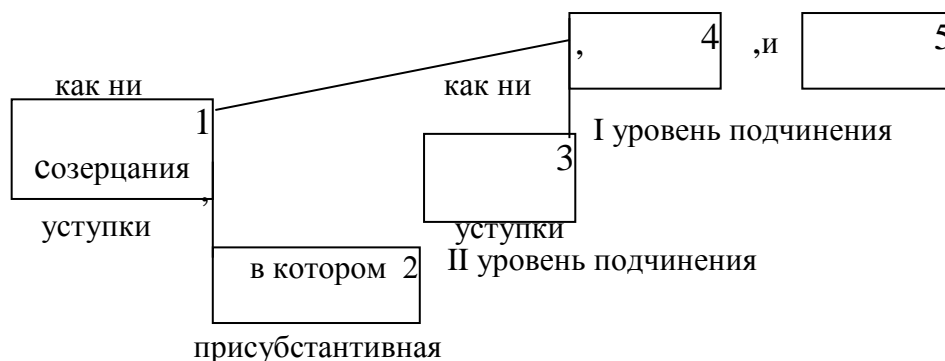 , 4 ,и 5
как ни как ни
1
I уровень подчинения
3
созерцания
,
уступки уступки
II уровень подчинения
в котором 2
присубстантивная